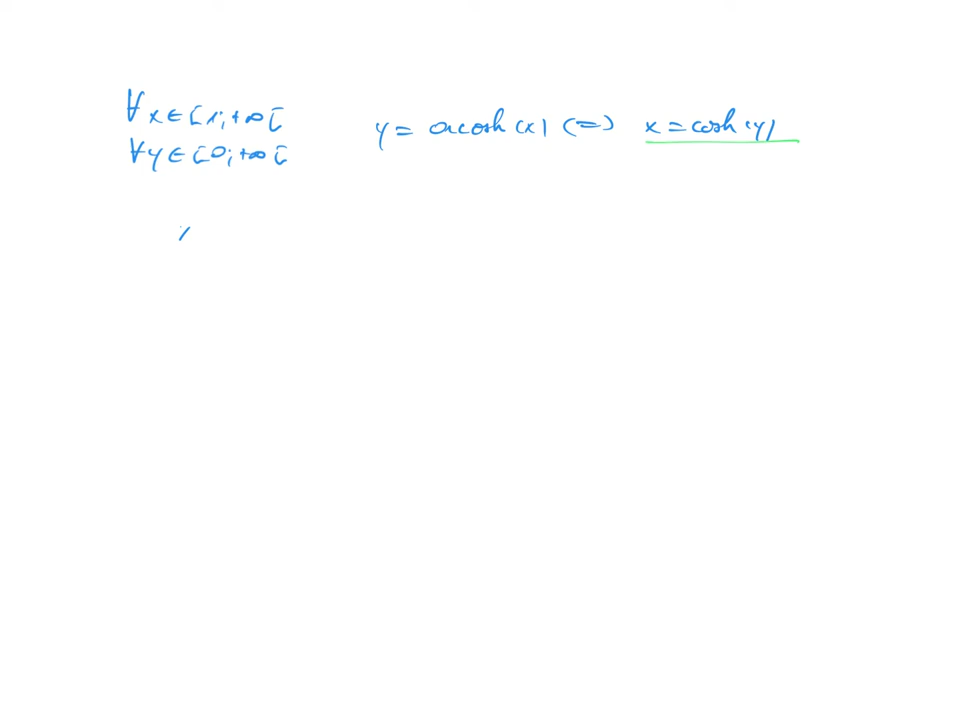 ∀x∈[1;+∞[
y = arcosh(x) (=) x = cosh(y)
∀y∈[0;+∞[